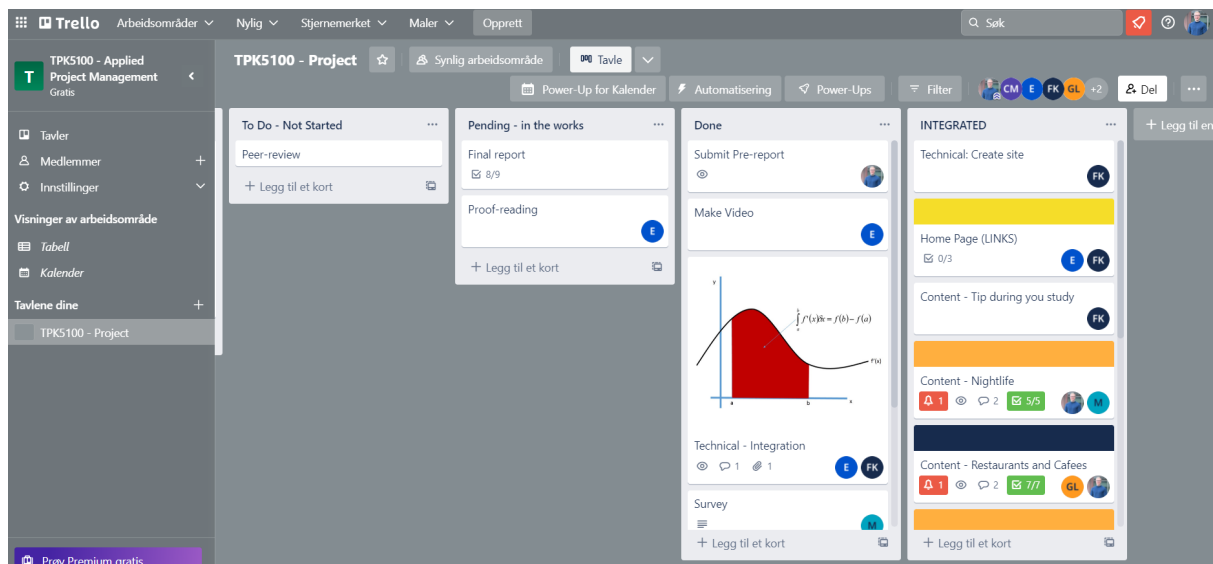 Trello Arbeidsområder Nylig Stjernemerket Maler Opprett Søk
T
TPK5100 - Applied
Project Management
Gratis
Tavler
Medlemmer
Innstillinger
Visninger av arbeidsområde
Tabell
Kalender
Tavlene dine
TPK5100 - Project
Prøv Premium gratis
TPK5100 - Project Synlig arbeidsområde Tavle
Power-Up for Kalender Automatisering Power-Ups Filter CM E FK GL +2 Del
To Do - Not Started
Peer-review
+ Legg til et kort
Pending - in the works
Final report
8/9
Proof-reading
E
+ Legg til et kort
Done
Submit Pre-report
Make Video
E
y
∫ f'(x)dx = f(b) – f(a)
f'(x)
a b x
Technical - Integration
1 1 E FK
Survey
M
+ Legg til et kort
INTEGRATED
Technical: Create site
FK
Home Page (LINKS)
0/3 E FK
Content - Tip during you study
FK
Content - Nightlife
1 2 5/5 M
Content - Restaurants and Cafees
1 2 7/7 GL
+ Legg til et kort
+ Legg til en